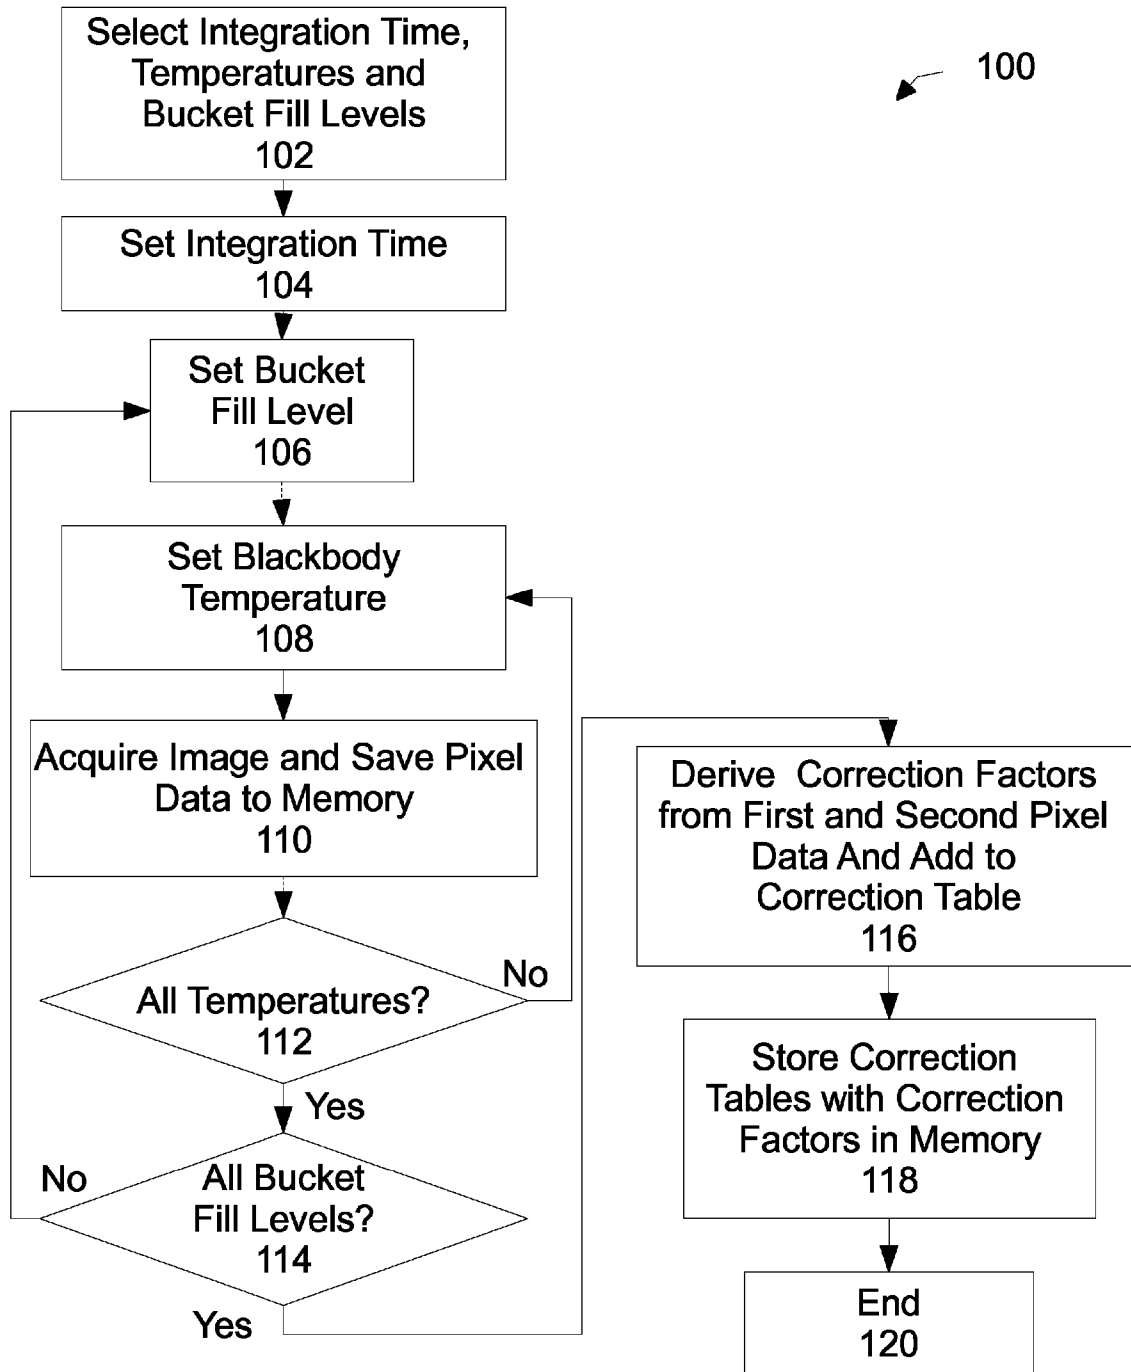 Select Integration Time,
Temperatures and
Bucket Fill Levels
102
100
Set Integration Time
104
Set Bucket
Fill Level
106
Set Blackbody
Temperature
108
Acquire Image and Save Pixel
Data to Memory
110
All Temperatures?
112
No
Yes
All Bucket
Fill Levels?
114
No
Yes
Derive Correction Factors
from First and Second Pixel
Data And Add to
Correction Table
116
Store Correction
Tables with Correction
Factors in Memory
118
End
120